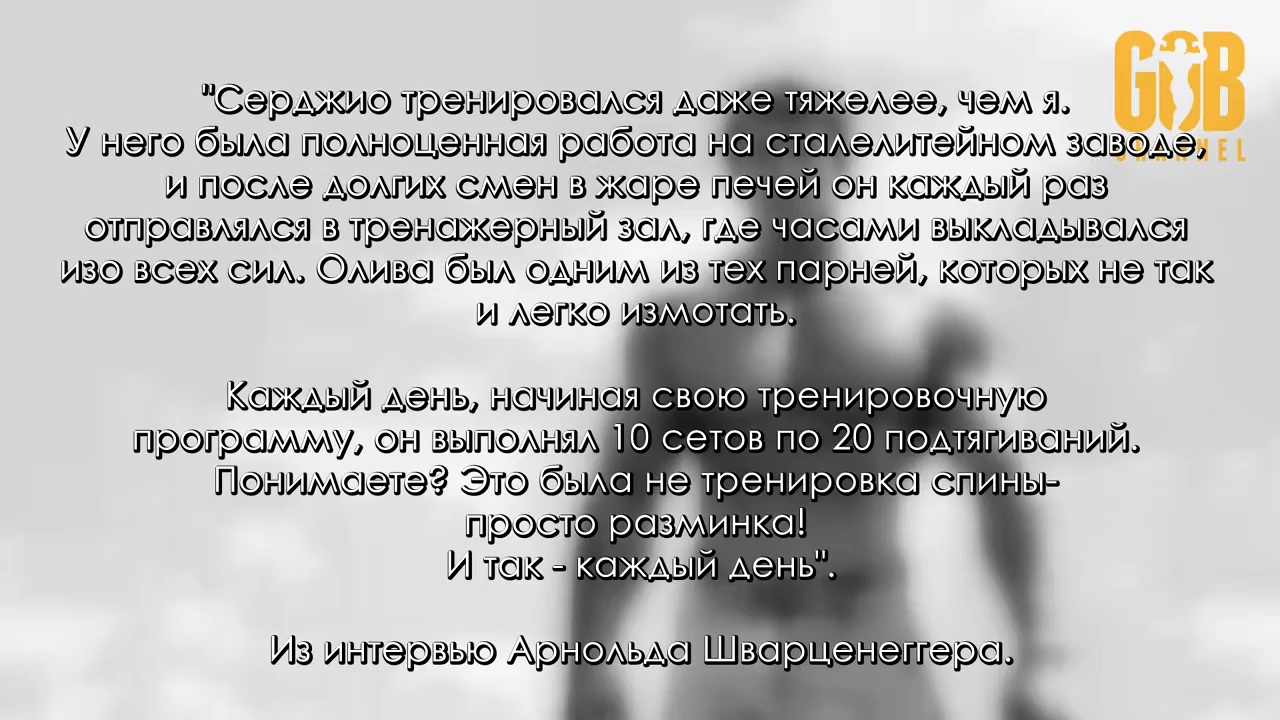 GOB
CHANNEL
"Серджио тренировался даже тяжелее, чем я.
У него была полноценная работа на сталелитейном заводе,
и после долгих смен в жаре печей он каждый раз
отправлялся в тренажерный зал, где часами выкладывался
изо всех сил. Олива был одним из тех парней, которых не так
и легко измотать.
Каждый день, начиная свою тренировочную
программу, он выполнял 10 сетов по 20 подтягиваний.
Понимаете? Это была не тренировка спины-
просто разминка!
И так - каждый день".
Из интервью Арнольда Шварценеггера.